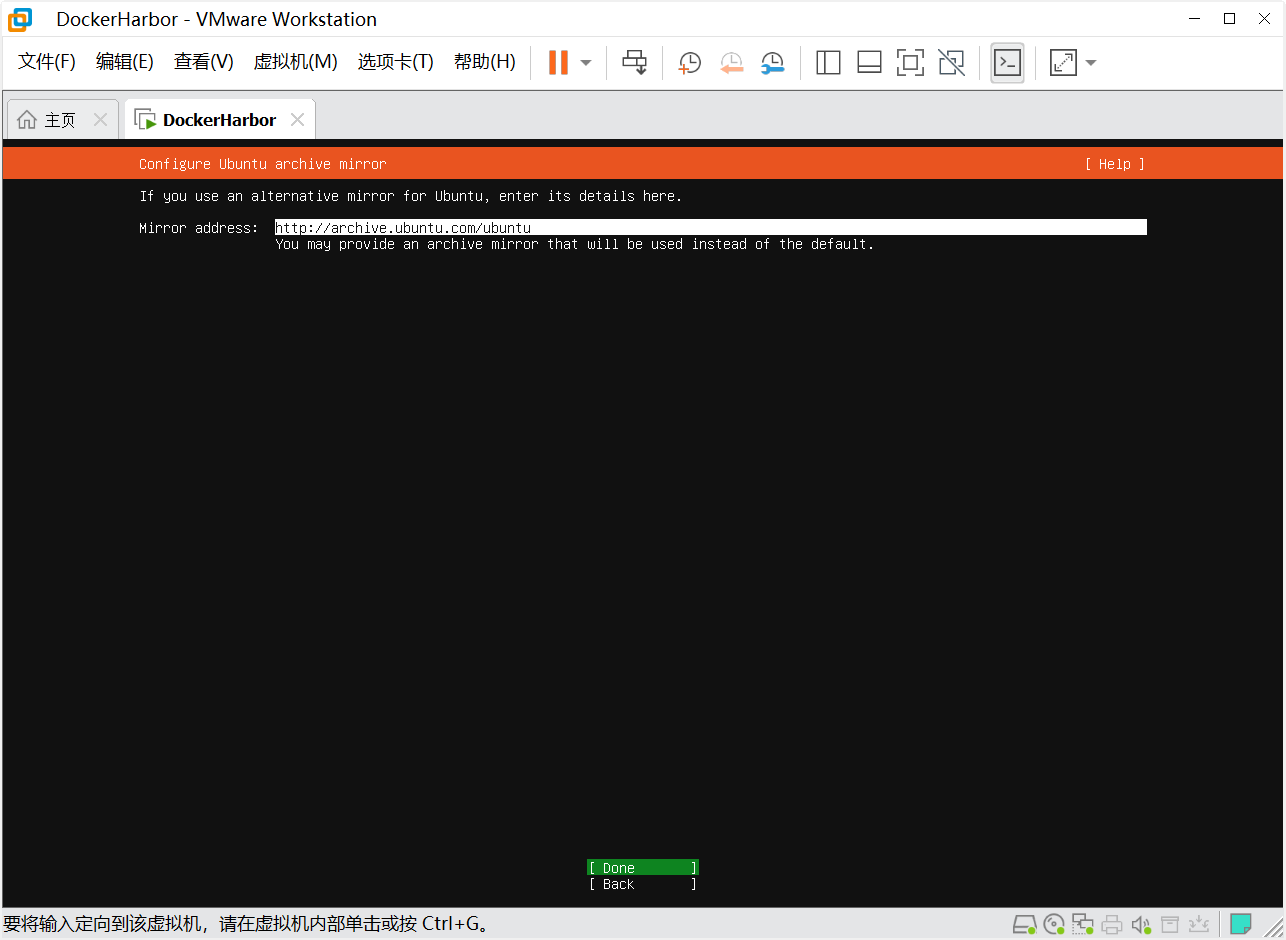 DockerHarbor - VMware Workstation
文件(F) 编辑(E) 查看(V) 虚拟机(M) 选项卡(T) 帮助(H)
主页 DockerHarbor
Configure Ubuntu archive mirror [ Help ]
If you use an alternative mirror for Ubuntu, enter its details here.
Mirror address: http://archive.ubuntu.com/ubuntu
You may provide an archive mirror that will be used instead of the default.
[ Done ]
[ Back ]
要将输入定向到该虚拟机，请在虚拟机内部单击或按 Ctrl+G。